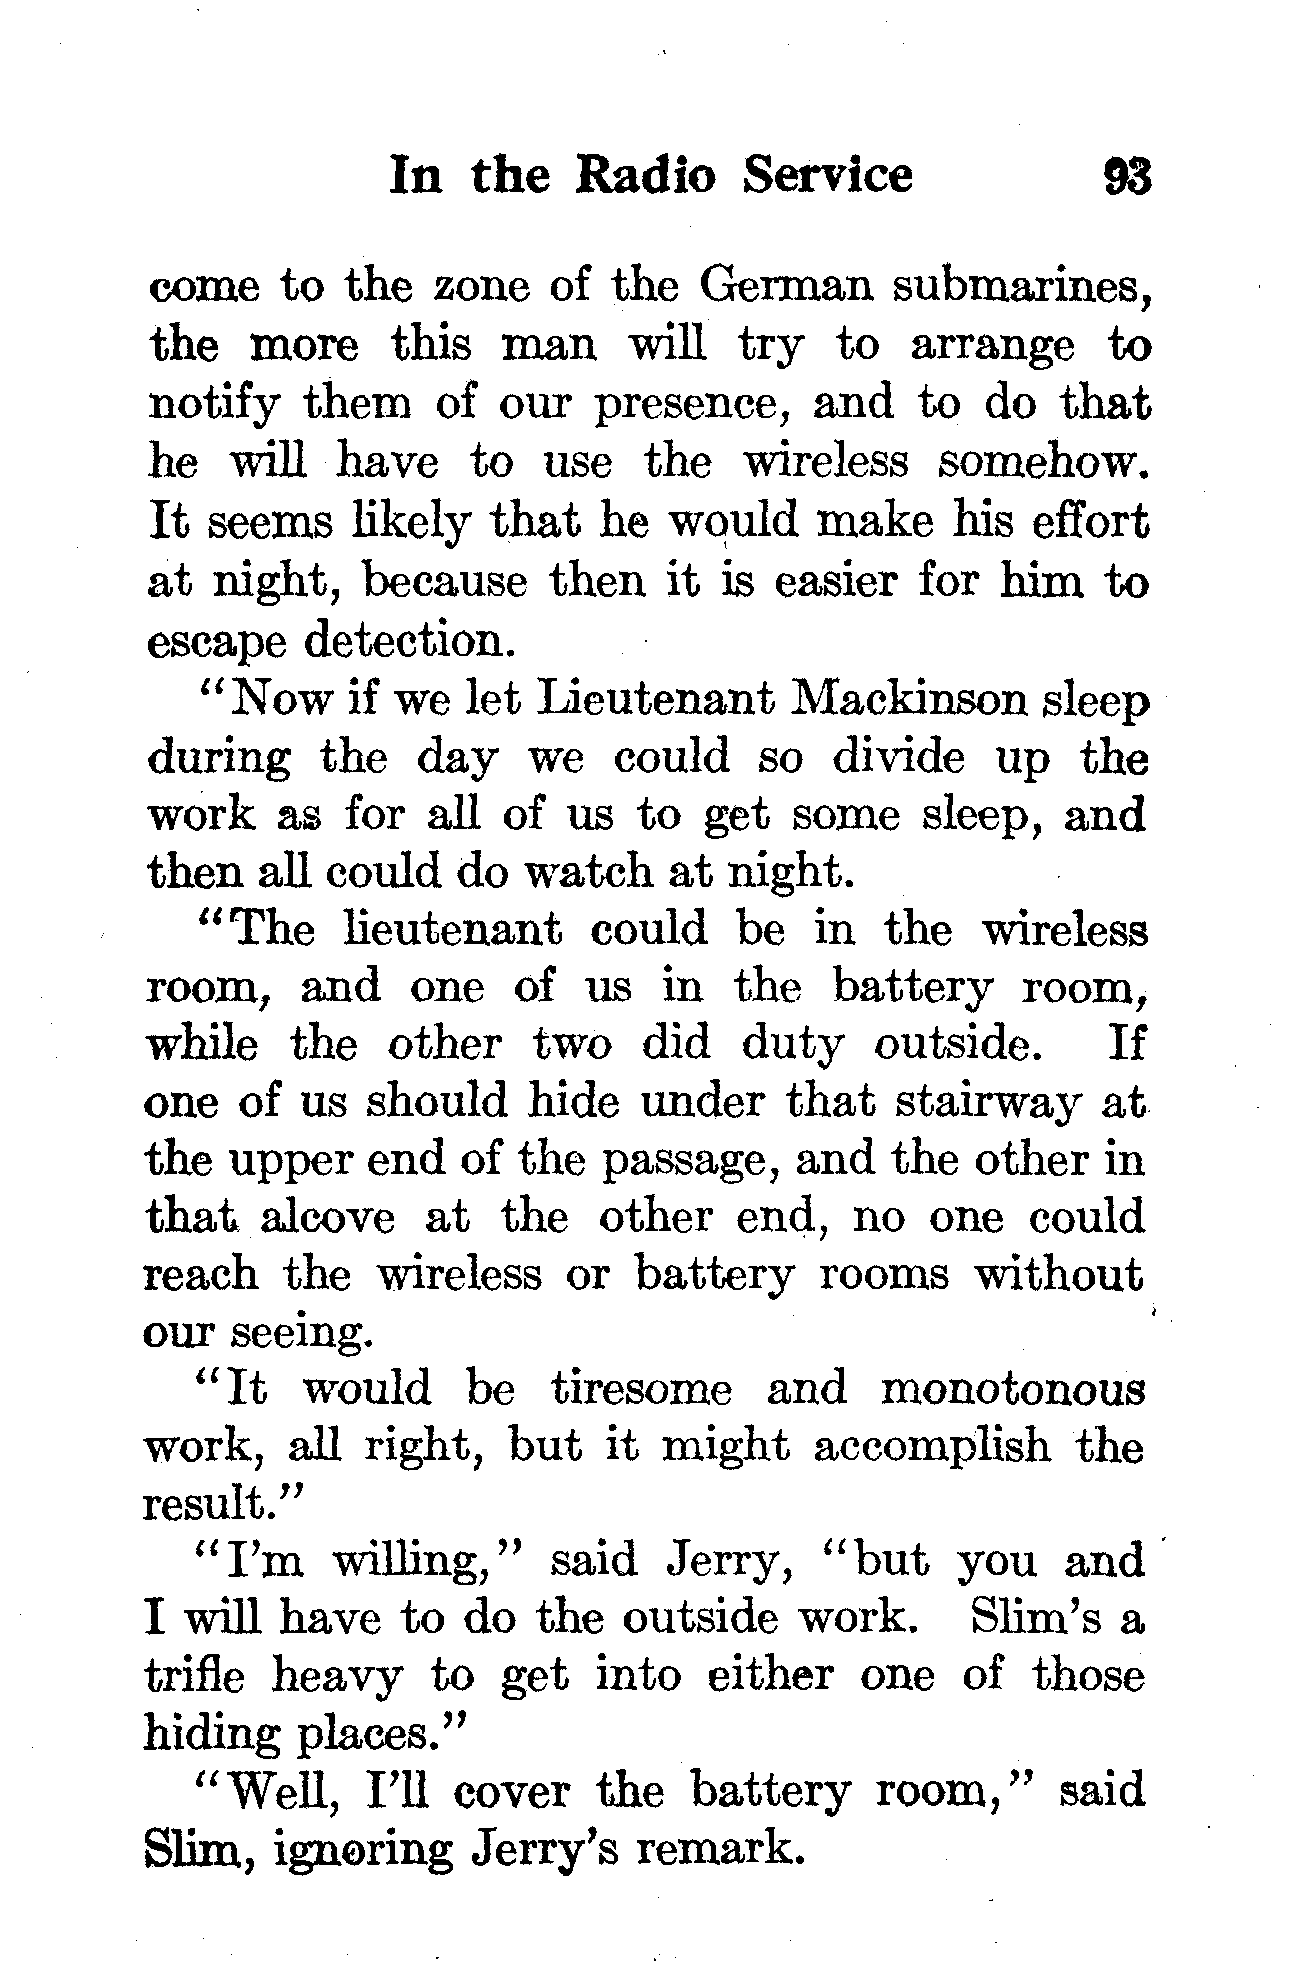 In the Radio Service 93
come to the zone of the German submarines,
the more this man will try to arrange to
notify them of our presence, and to do that
he will have to use the wireless somehow.
It seems likely that he would make his effort
at night, because then it is easier for him to
escape detection.
"Now if we let Lieutenant Mackinson sleep
during the day we could so divide up the
work as for all of us to get some sleep, and
then all could do watch at night.
"The lieutenant could be in the wireless
room, and one of us in the battery room,
while the other two did duty outside. If
one of us should hide under that stairway at
the upper end of the passage, and the other in
that alcove at the other end, no one could
reach the wireless or battery rooms without
our seeing.
"It would be tiresome and monotonous
work, all right, but it might accomplish the
result."
"I'm willing," said Jerry, "but you and
I will have to do the outside work. Slim's a
trifle heavy to get into either one of those
hiding places."
"Well, I'll cover the battery room," said
Slim, ignoring Jerry's remark.